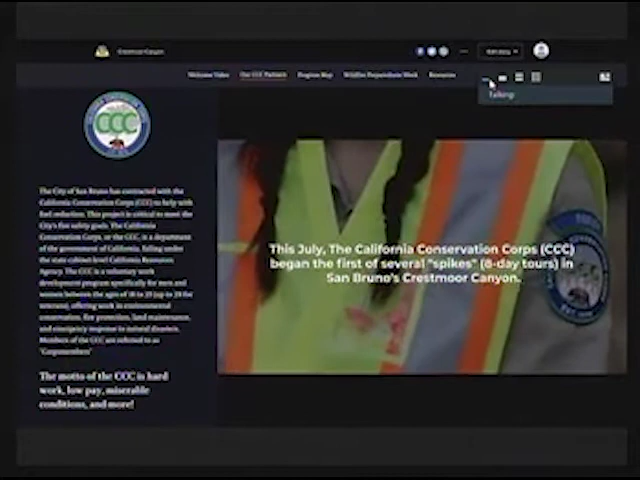 Crestmoor Canyon
Edit story
Welcome Video Our CCC Partners Progress Map Wildfire Preparedness Week Resources
Talking:
CCC
The City of San Bruno has contracted with the
California Conservation Corps (CCC) to help with
fuel reduction. This project is critical to meet the
City's fire safety goals. The California
Conservation Corps, or the CCC, is a department
of the government of California, falling under
the state cabinet-level California Resources
Agency. The CCC is a voluntary work
development program specifically for men and
women between the ages of 18 to 25 (up to 29 for
veterans), offering work in environmental
conservation, fire protection, land maintenance,
and emergency response to natural disasters.
Members of the CCC are referred to as
'Corpsmembers'
The motto of the CCC is hard
work, low pay, miserable
conditions, and more!
This July, The California Conservation Corps (CCC)
began the first of several "spikes" (8-day tours) in
San Bruno's Crestmoor Canyon.